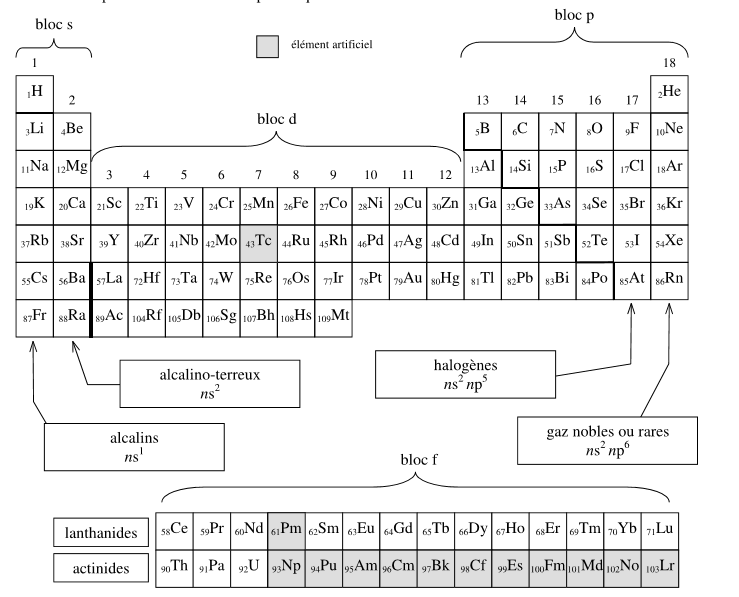 bloc s
bloc p
élément artificiel
1
18
1H
2
13 14 15 16 17
2He
3Li 4Be
bloc d
5B 6C 7N 8O 9F 10Ne
11Na 12Mg
3 4 5 6 7 8 9 10 11 12
13Al 14Si 15P 16S 17Cl 18Ar
19K 20Ca 21Sc 22Ti 23V 24Cr 25Mn 26Fe 27Co 28Ni 29Cu 30Zn 31Ga 32Ge 33As 34Se 35Br 36Kr
37Rb 38Sr 39Y 40Zr 41Nb 42Mo 43Tc 44Ru 45Rh 46Pd 47Ag 48Cd 49In 50Sn 51Sb 52Te 53I 54Xe
55Cs 56Ba 57La 72Hf 73Ta 74W 75Re 76Os 77Ir 78Pt 79Au 80Hg 81Tl 82Pb 83Bi 84Po 85At 86Rn
87Fr 88Ra 89Ac 104Rf 105Db 106Sg 107Bh 108Hs 109Mt
alcalino-terreux
ns²
halogènes
ns² np⁵
alcalins
ns¹
gaz nobles ou rares
ns² np⁶
bloc f
lanthanides 58Ce 59Pr 60Nd 61Pm 62Sm 63Eu 64Gd 65Tb 66Dy 67Ho 68Er 69Tm 70Yb 71Lu
actinides 90Th 91Pa 92U 93Np 94Pu 95Am 96Cm 97Bk 98Cf 99Es 100Fm 101Md 102No 103Lr